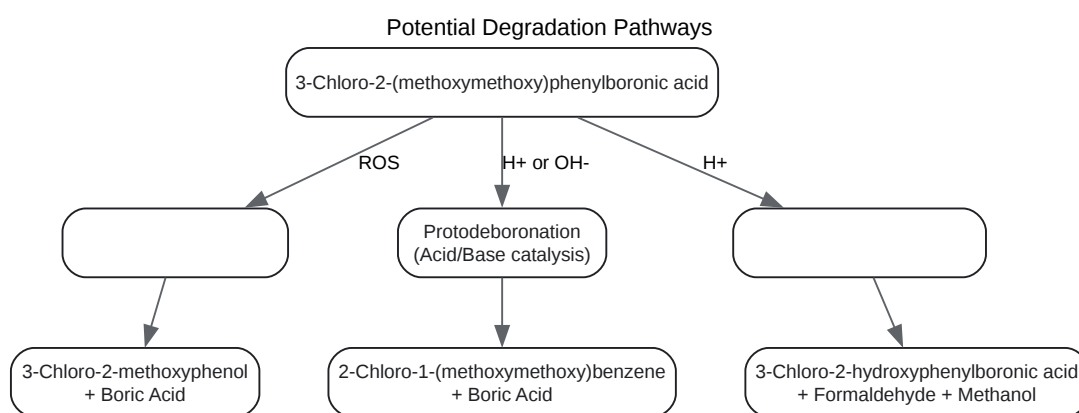 Potential Degradation Pathways
3-Chloro-2-(methoxymethoxy)phenylboronic acid
ROS
H+ or OH-
H+
Protodeboronation
(Acid/Base catalysis)
3-Chloro-2-methoxyphenol
+ Boric Acid
2-Chloro-1-(methoxymethoxy)benzene
+ Boric Acid
3-Chloro-2-hydroxyphenylboronic acid
+ Formaldehyde + Methanol